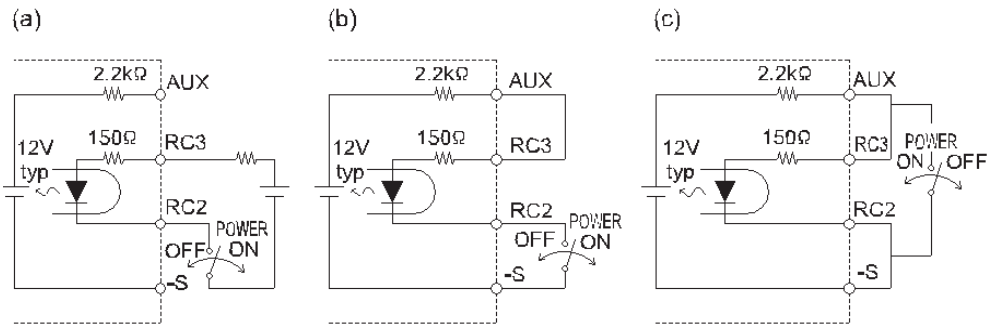 (a)
2.2kΩ
AUX
150Ω
RC3
12V
typ
RC2
POWER
OFF ON
-S
(b)
2.2kΩ
AUX
150Ω
RC3
12V
typ
RC2
POWER
OFF ON
-S
(c)
2.2kΩ
AUX
150Ω
RC3
POWER
ON OFF
12V
typ
RC2
-S